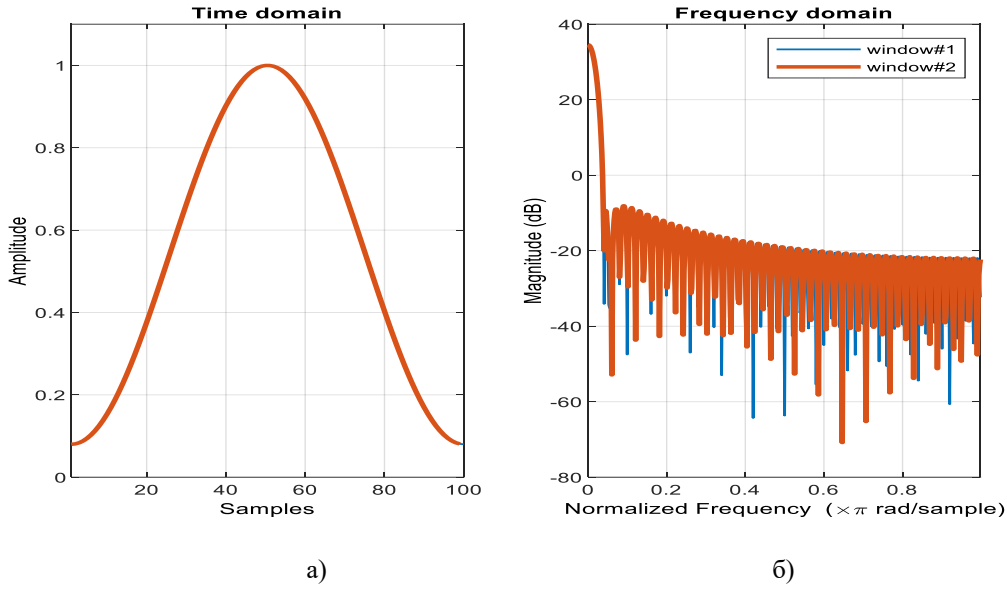 Time domain
Amplitude
1
0.8
0.6
0.4
0.2
0
20
40
60
80
100
Samples
а)
Frequency domain
window#1
window#2
Magnitude (dB)
40
20
0
-20
-40
-60
-80
0
0.2
0.4
0.6
0.8
Normalized Frequency (×π rad/sample)
б)